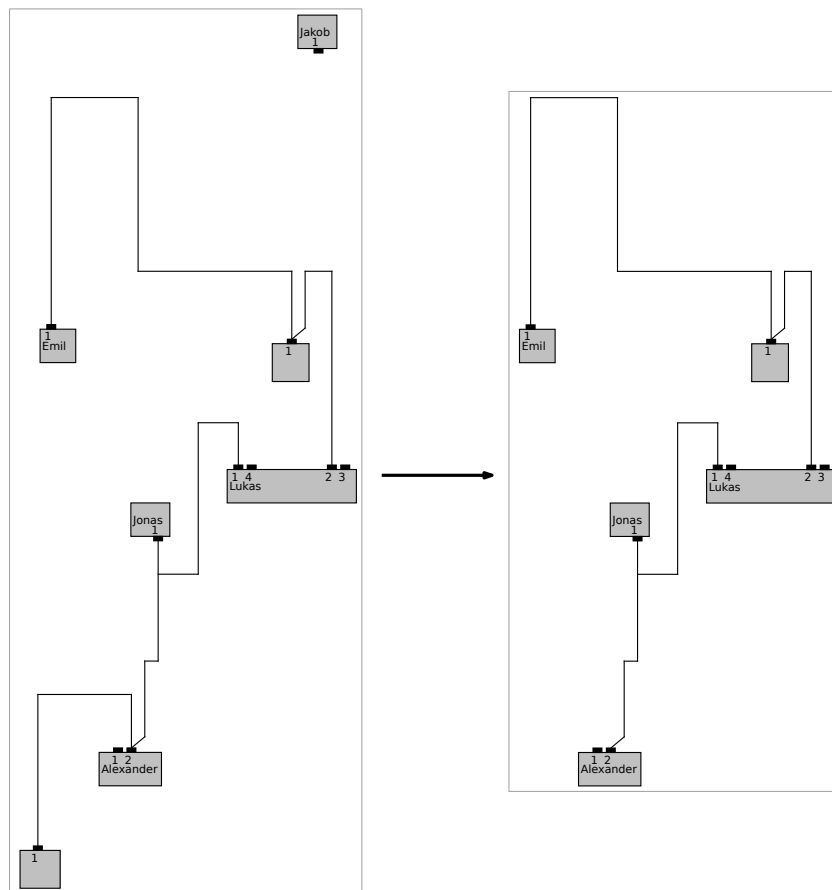 Jakob
1
1
Emil
1
1 4
2 3
Lukas
Jonas
1
1 2
Alexander
1
1
Emil
1
1 4
2 3
Lukas
Jonas
1
1 2
Alexander